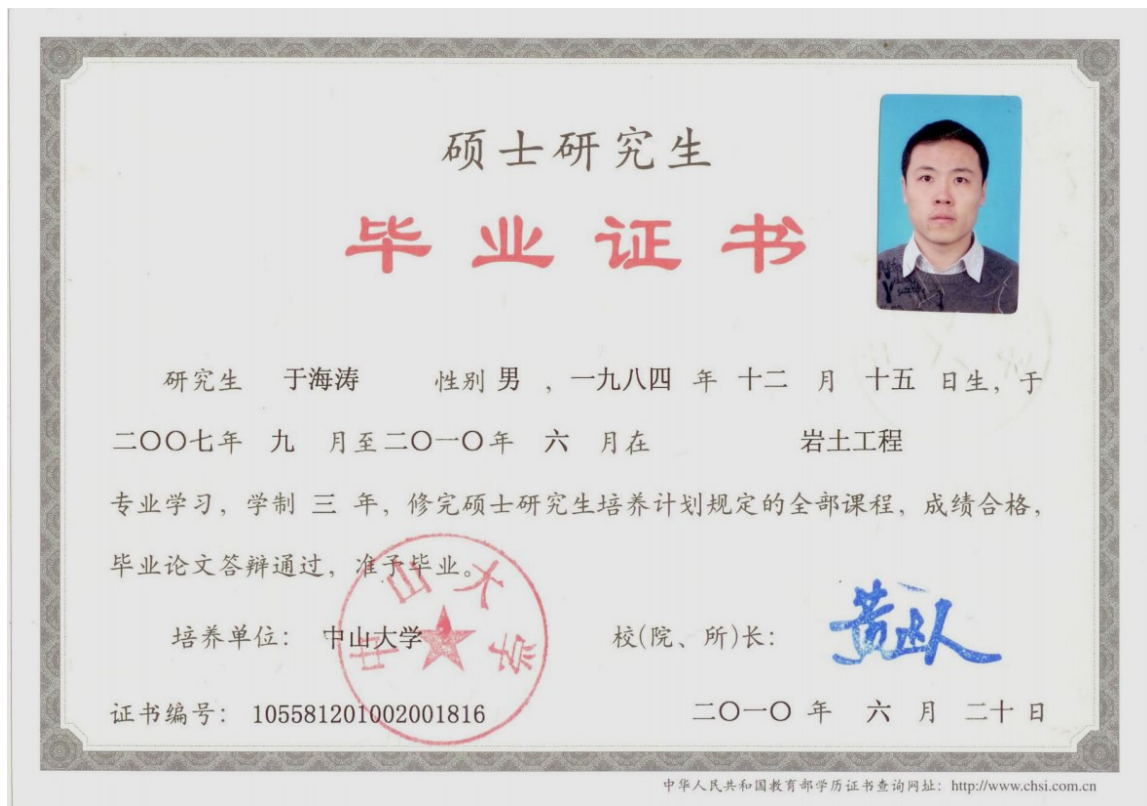 硕士研究生
毕业证书
研究生 于海涛 性别 男 ，一九八四 年 十二 月 十五 日生，于
二〇〇七年 九 月至二〇一〇年 六 月在 岩土工程
专业学习，学制 三 年，修完硕士研究生培养计划规定的全部课程，成绩合格，
毕业论文答辩通过，准予毕业。
中山大学
培养单位： 中山大学 校(院、所)长：
证书编号： 105581201002001816 二〇一〇 年 六 月 二十 日
中华人民共和国教育部学历证书查询网址：http://www.chsi.com.cn